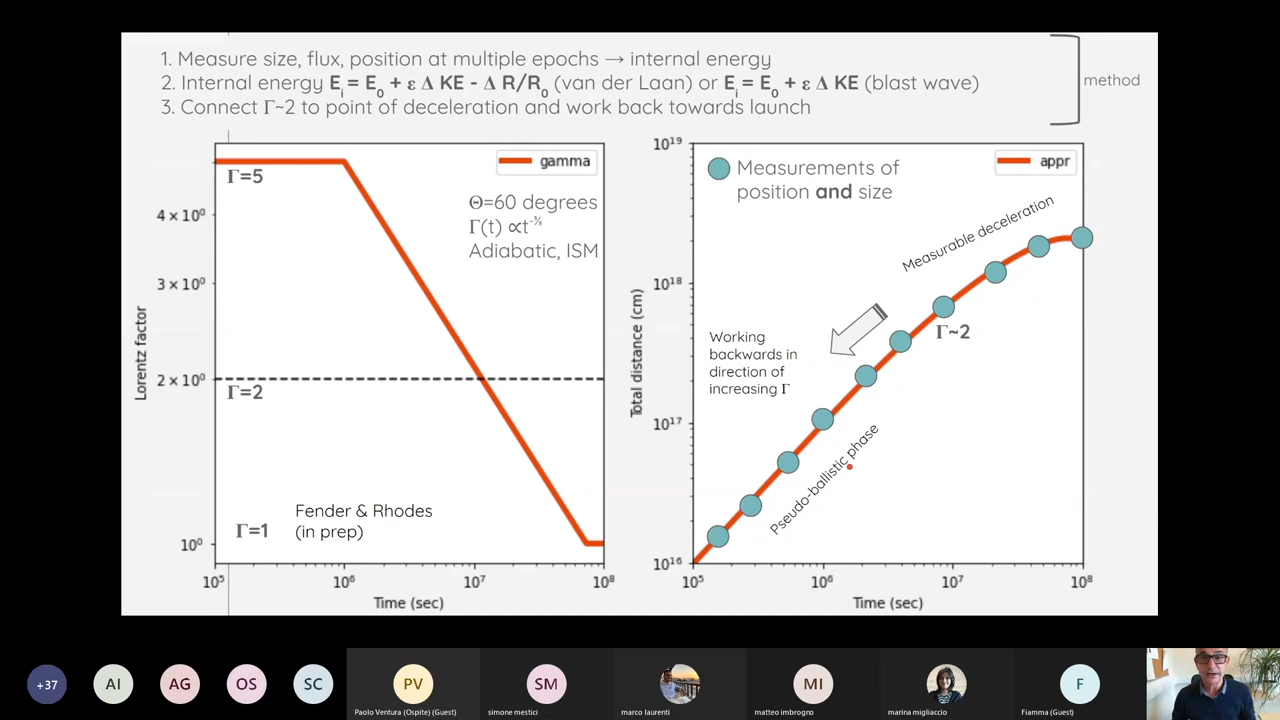 1. Measure size, flux, position at multiple epochs → internal energy
2. Internal energy Ei = E0 + ε Δ KE - Δ R/R0 (van der Laan) or Ei = E0 + ε Δ KE (blast wave)
3. Connect Γ~2 to point of deceleration and work back towards launch
method
gamma
Γ=5
Θ=60 degrees
Γ(t) ∝t-⅜
Adiabatic, ISM
4 × 10⁰
3 × 10⁰
2 × 10⁰
10⁰
Lorentz factor
Γ=2
Γ=1
Fender & Rhodes
(in prep)
10⁵ 10⁶ 10⁷ 10⁸
Time (sec)
appr
Measurements of
position and size
Measurable deceleration
Γ~2
Working
backwards in
direction of
increasing Γ
Pseudo-ballistic phase
10¹⁹
10¹⁸
10¹⁷
10¹⁶
Total distance (cm)
10⁵ 10⁶ 10⁷ 10⁸
Time (sec)
+37 AI AG OS SC PV SM MI F
Paolo Ventura (Ospite) (Guest) simone mestici marco laurenti matteo imbrogno marina migliaccio Fiamma (Guest)